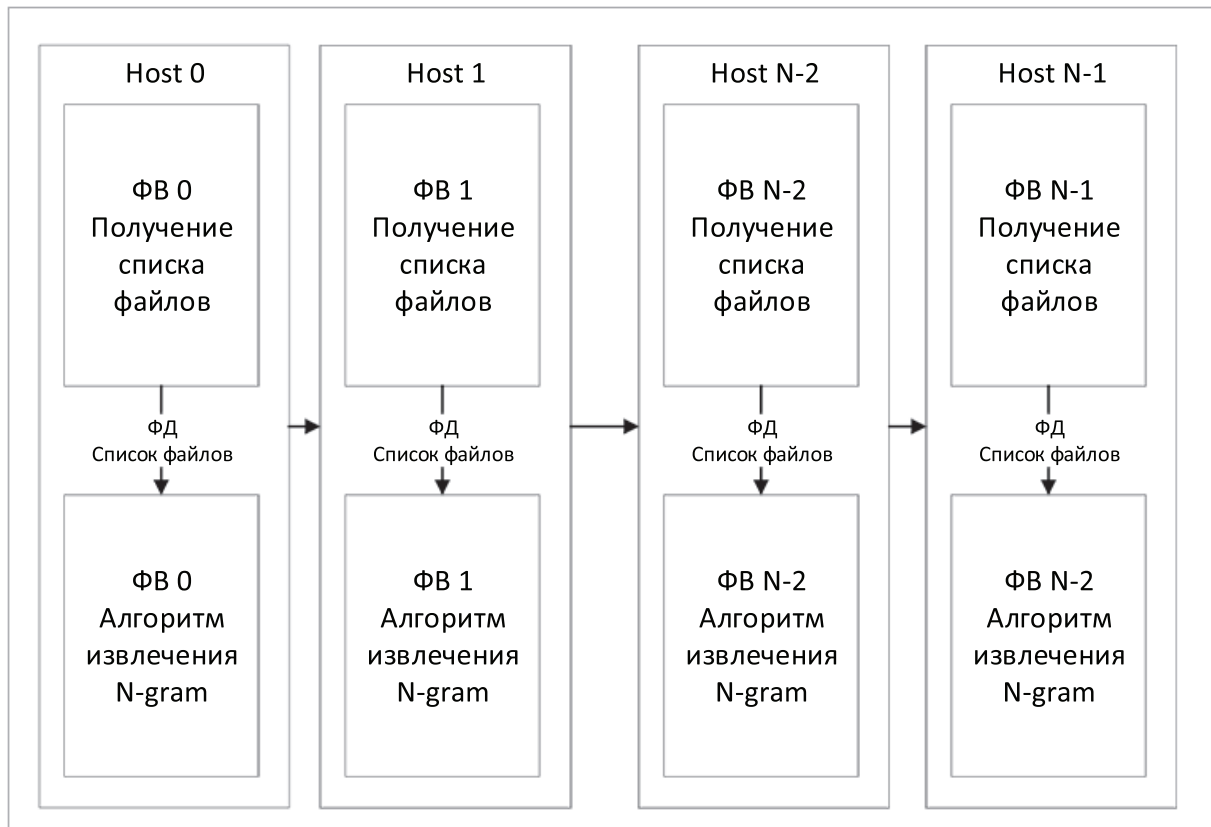 Host 0
ФВ 0
Получение
списка
файлов
ФД
Список файлов
ФВ 0
Алгоритм
извлечения
N-gram
Host 1
ФВ 1
Получение
списка
файлов
ФД
Список файлов
ФВ 1
Алгоритм
извлечения
N-gram
Host N-2
ФВ N-2
Получение
списка
файлов
ФД
Список файлов
ФВ N-2
Алгоритм
извлечения
N-gram
Host N-1
ФВ N-1
Получение
списка
файлов
ФД
Список файлов
ФВ N-2
Алгоритм
извлечения
N-gram